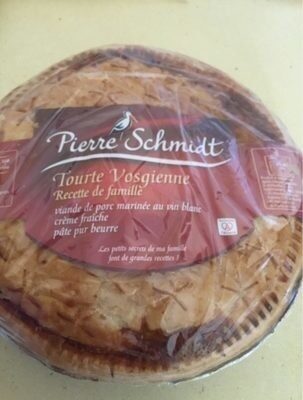 Pierre Schmidt
Tourte Vosgienne
Recette de famille
viande de porc marinée au vin blanc
crème fraîche
pâte pur beurre
Les petits secrets de ma famille
font de grandes recettes !